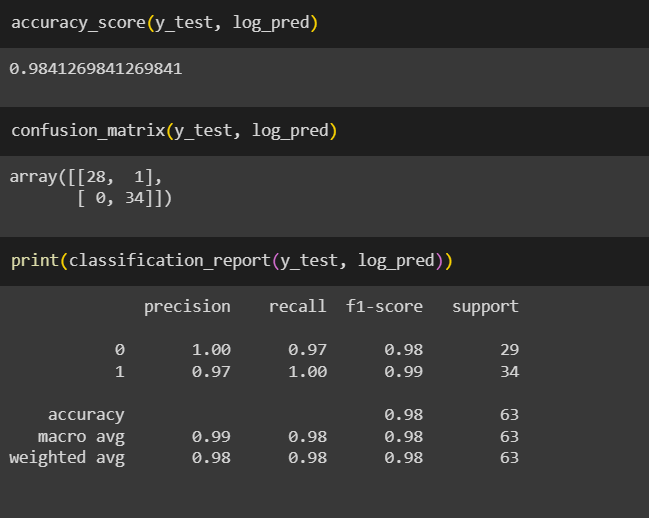 accuracy_score(y_test, log_pred)
0.9841269841269841
confusion_matrix(y_test, log_pred)
array([[28,  1],
       [ 0, 34]])
print(classification_report(y_test, log_pred))
              precision    recall  f1-score   support

           0       1.00      0.97      0.98        29
           1       0.97      1.00      0.99        34

    accuracy                           0.98        63
   macro avg       0.99      0.98      0.98        63
weighted avg       0.98      0.98      0.98        63